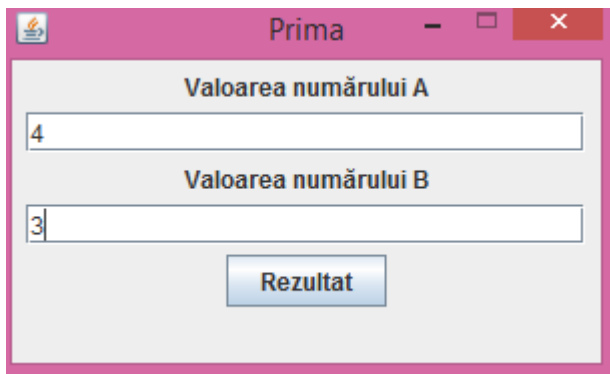 Prima
Valoarea numărului A
4
Valoarea numărului B
3
Rezultat